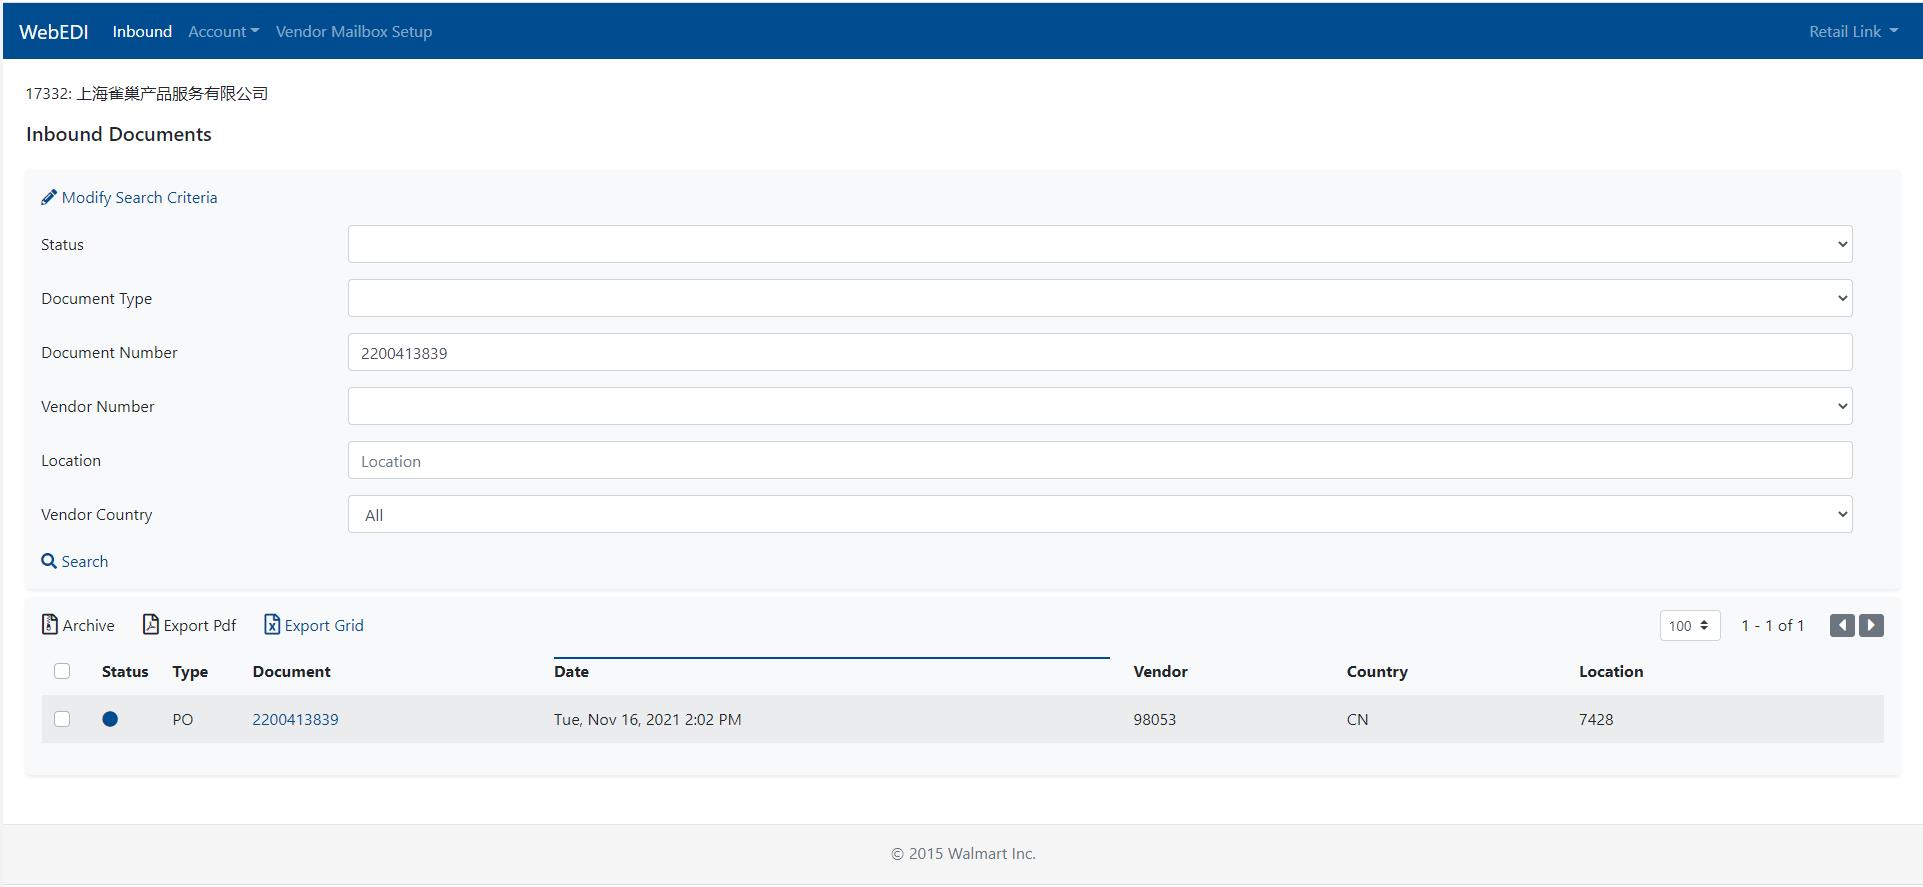 WebEDI Inbound Account Vendor Mailbox Setup Retail Link
17332: 上海雀巢产品服务有限公司
Inbound Documents
Modify Search Criteria
Status
Document Type
Document Number 2200413839
Vendor Number
Location Location
Vendor Country All
Search
Archive Export Pdf Export Grid 100 1 - 1 of 1
Status Type Document Date Vendor Country Location
PO 2200413839 Tue, Nov 16, 2021 2:02 PM 98053 CN 7428
© 2015 Walmart Inc.